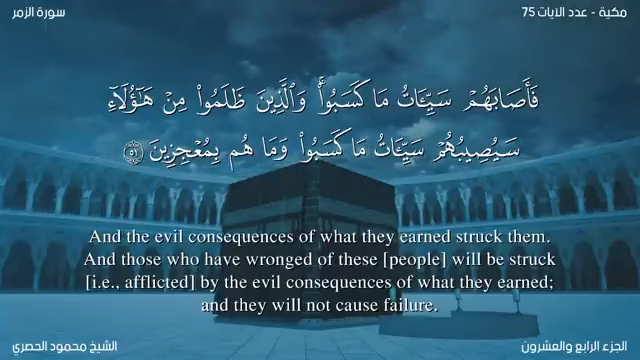 سورة الزمر
مكية - عدد الآيات 75
فَأَصَابَهُمْ سَيِّـَٔاتُ مَا كَسَبُوا۟ ۚ وَٱلَّذِينَ ظَلَمُوا۟ مِنْ هَـٰٓؤُلَآءِ
سَيُصِيبُهُمْ سَيِّـَٔاتُ مَا كَسَبُوا۟ وَمَا هُم بِمُعْجِزِينَ ٥١
And the evil consequences of what they earned struck them.
And those who have wronged of these [people] will be struck
[i.e., afflicted] by the evil consequences of what they earned;
and they will not cause failure.
الجزء الرابع والعشرون
الشيخ محمود الحصري